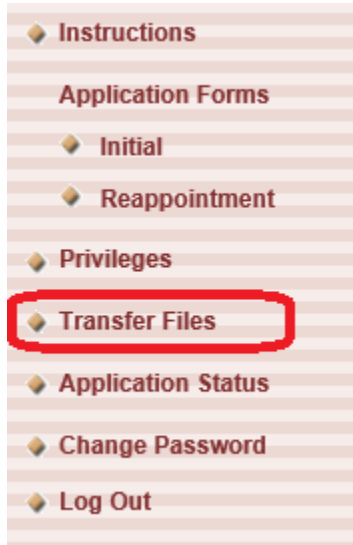 Instructions
Application Forms
Initial
Reappointment
Privileges
Transfer Files
Application Status
Change Password
Log Out